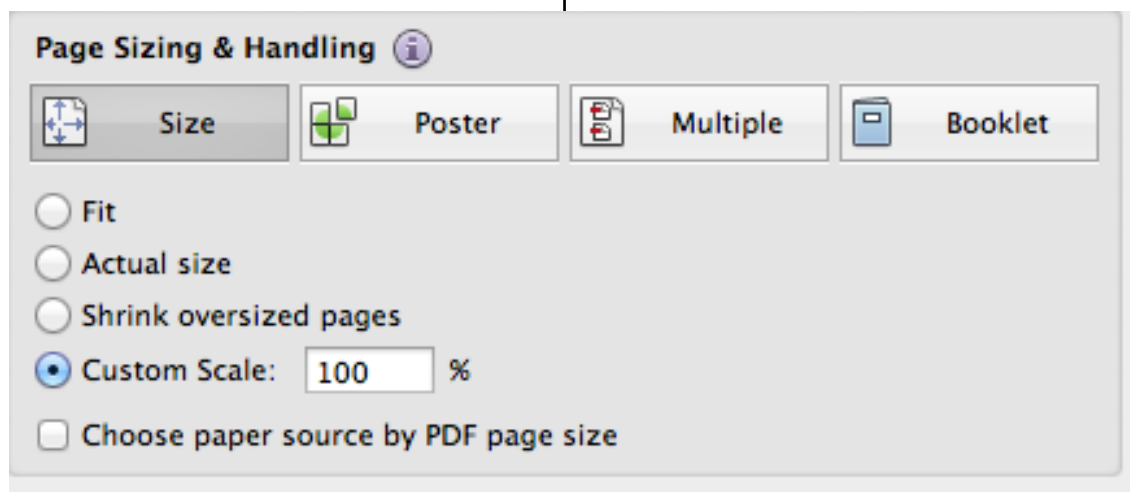 Page Sizing & Handling
Size Poster Multiple Booklet
Fit
Actual size
Shrink oversized pages
Custom Scale: 100 %
Choose paper source by PDF page size